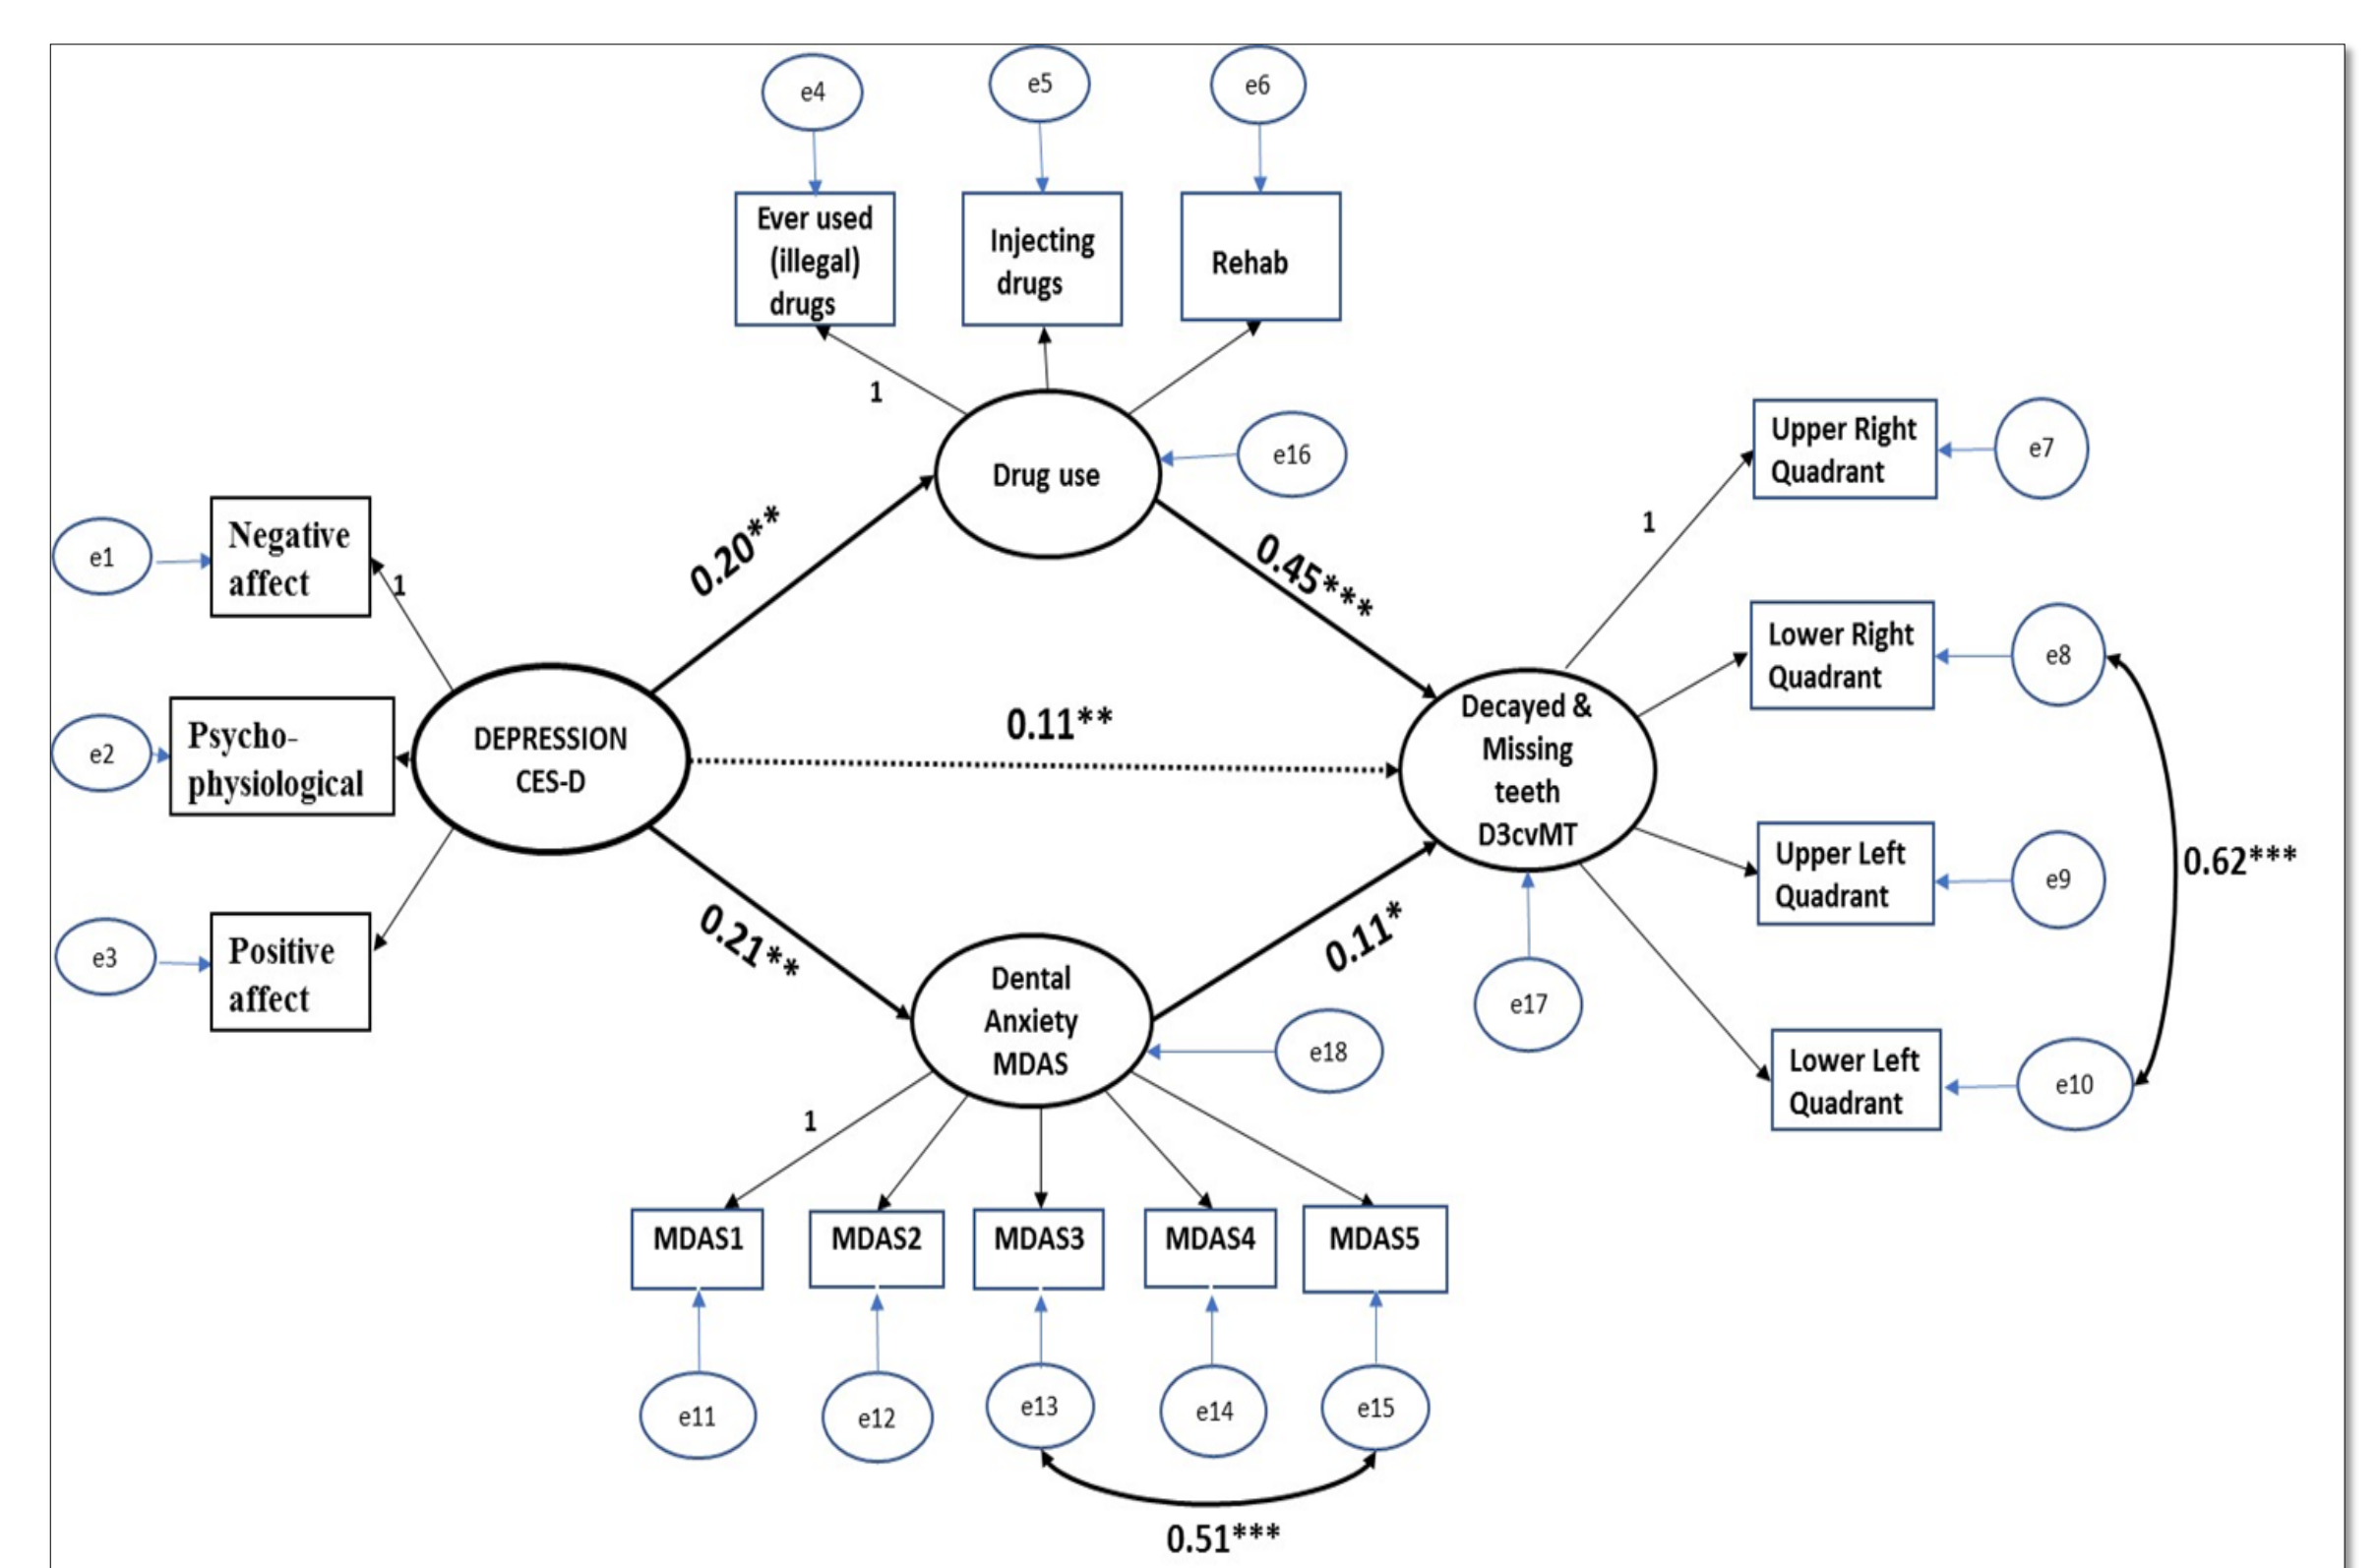 e4
e5
e6
Ever used
(illegal)
drugs
Injecting
drugs
Rehab
1
Drug use
e16
Upper Right
Quadrant
e7
1
e1
Negative
affect
1
0.20**
0.45***
Lower Right
Quadrant
e8
e2
Psycho-
physiological
DEPRESSION
CES-D
0.11**
Decayed &
Missing
teeth
D3cvMT
Upper Left
Quadrant
e9
0.62***
e3
Positive
affect
0.21**
0.11*
Dental
Anxiety
MDAS
e18
e17
Lower Left
Quadrant
e10
1
MDAS1
MDAS2
MDAS3
MDAS4
MDAS5
e11
e12
e13
e14
e15
0.51***